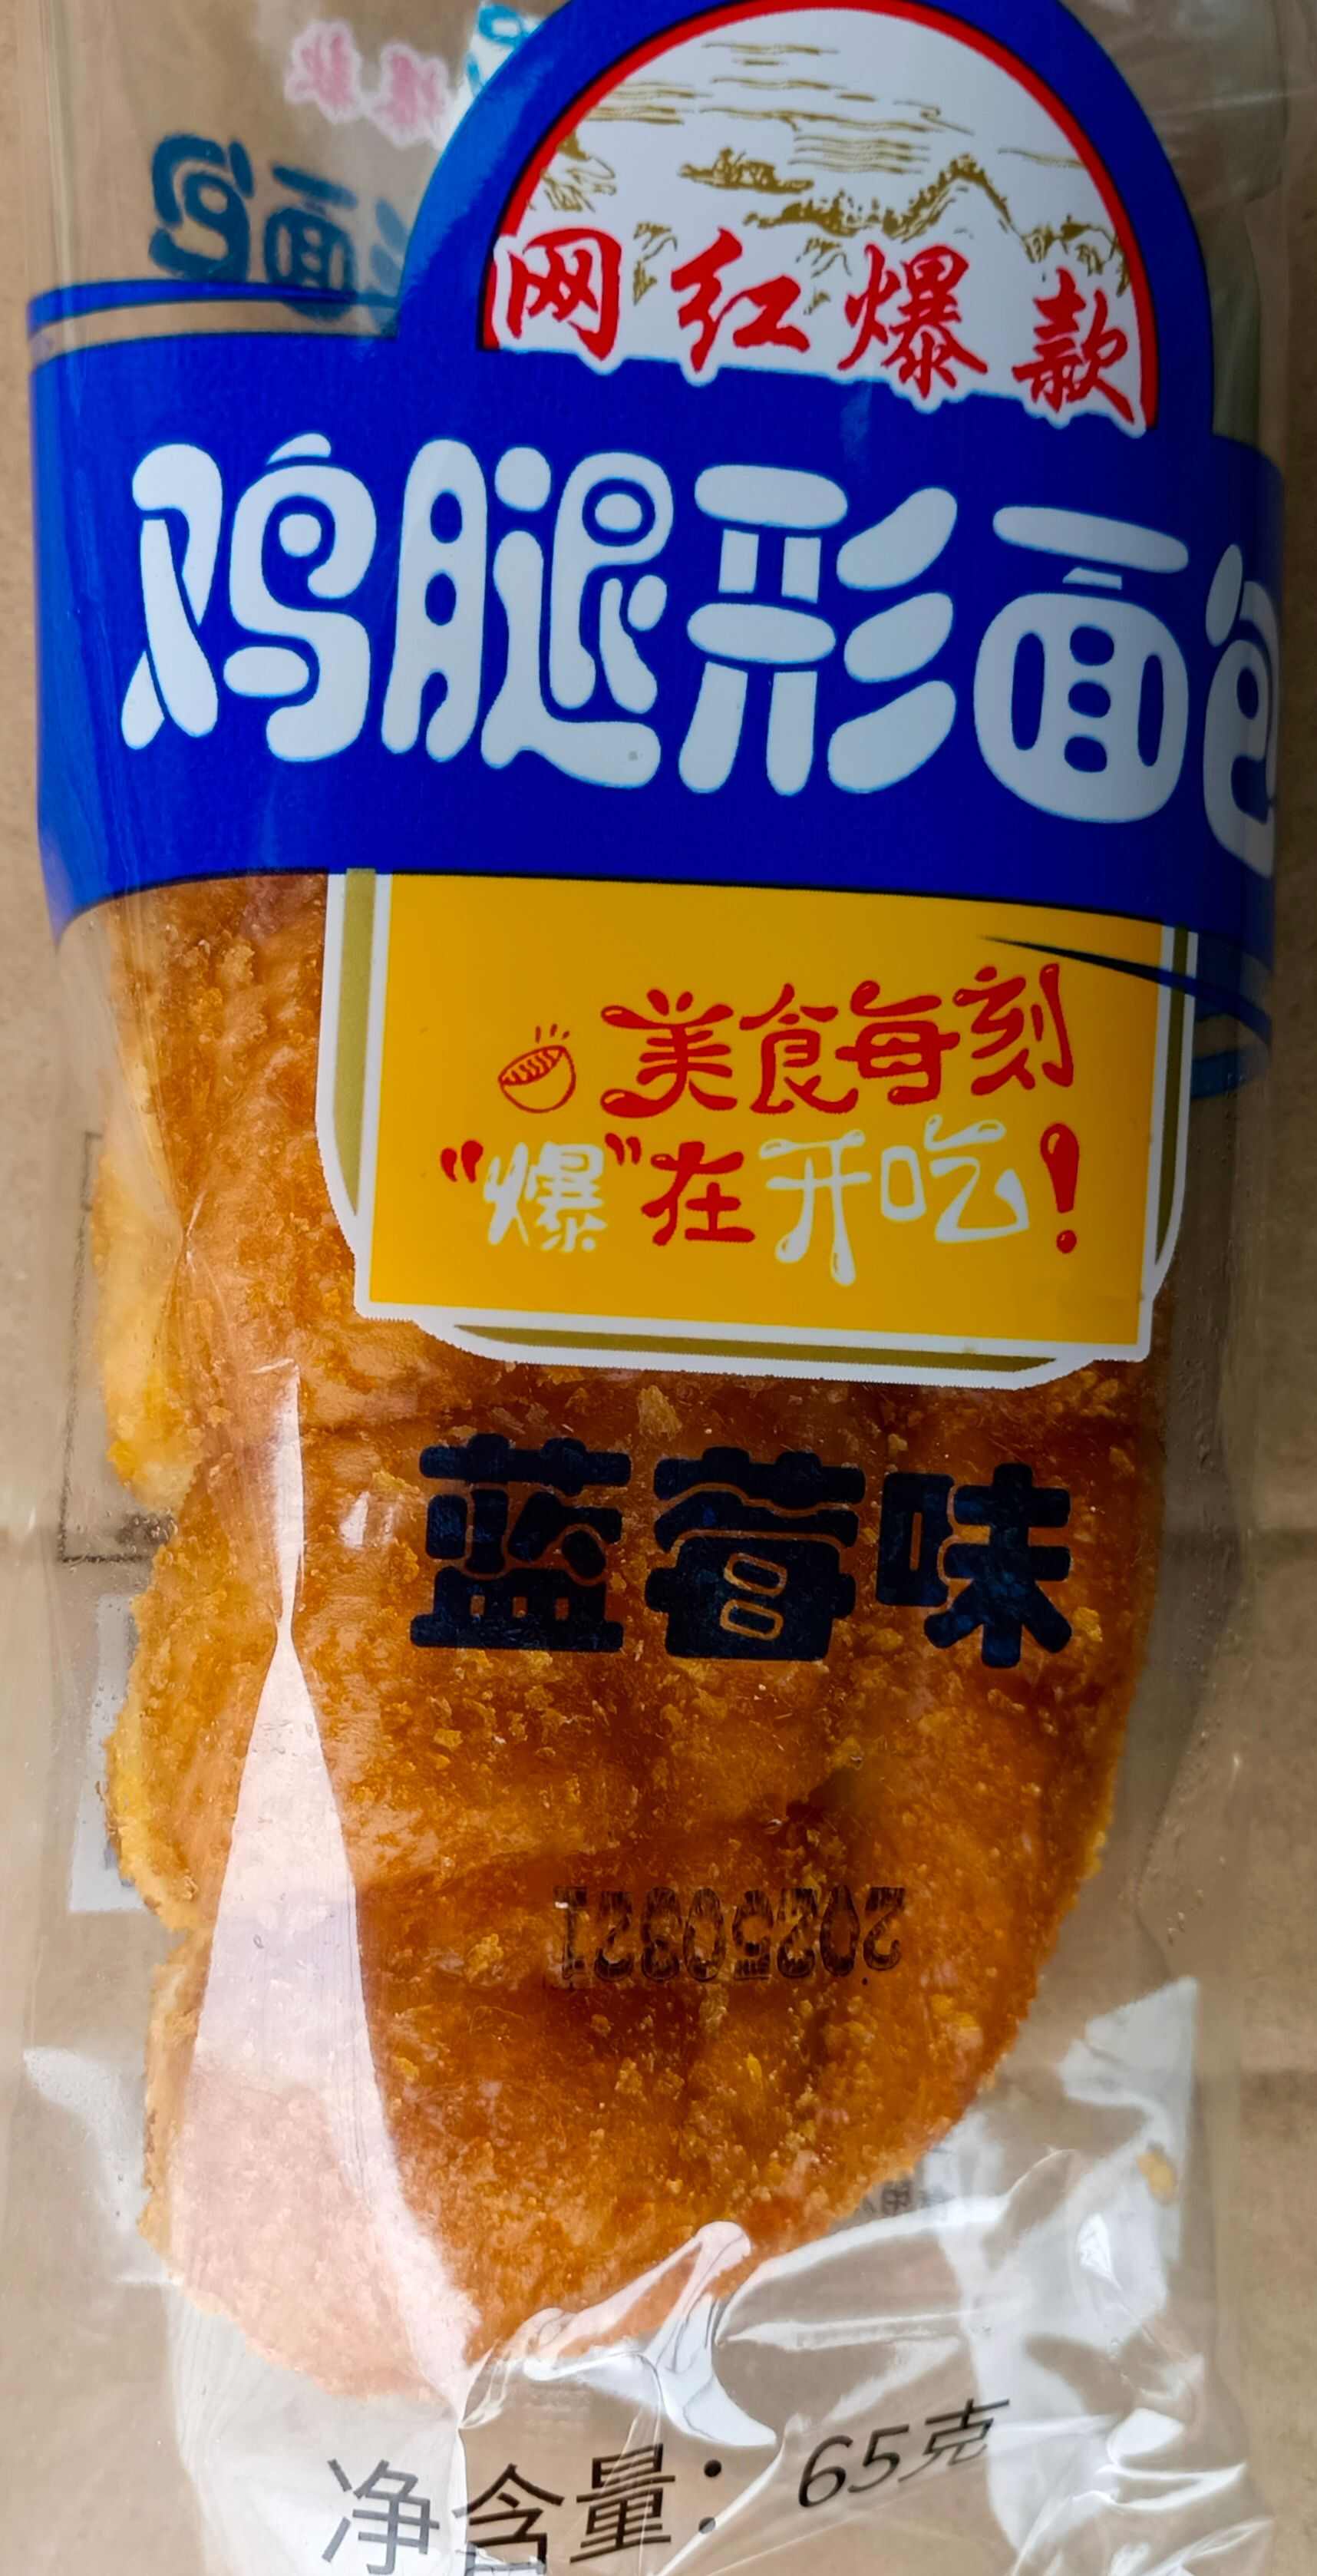 网红爆款
鸡腿形面包
美食每刻
“爆”在开吃！
蓝莓味
净含量：65克